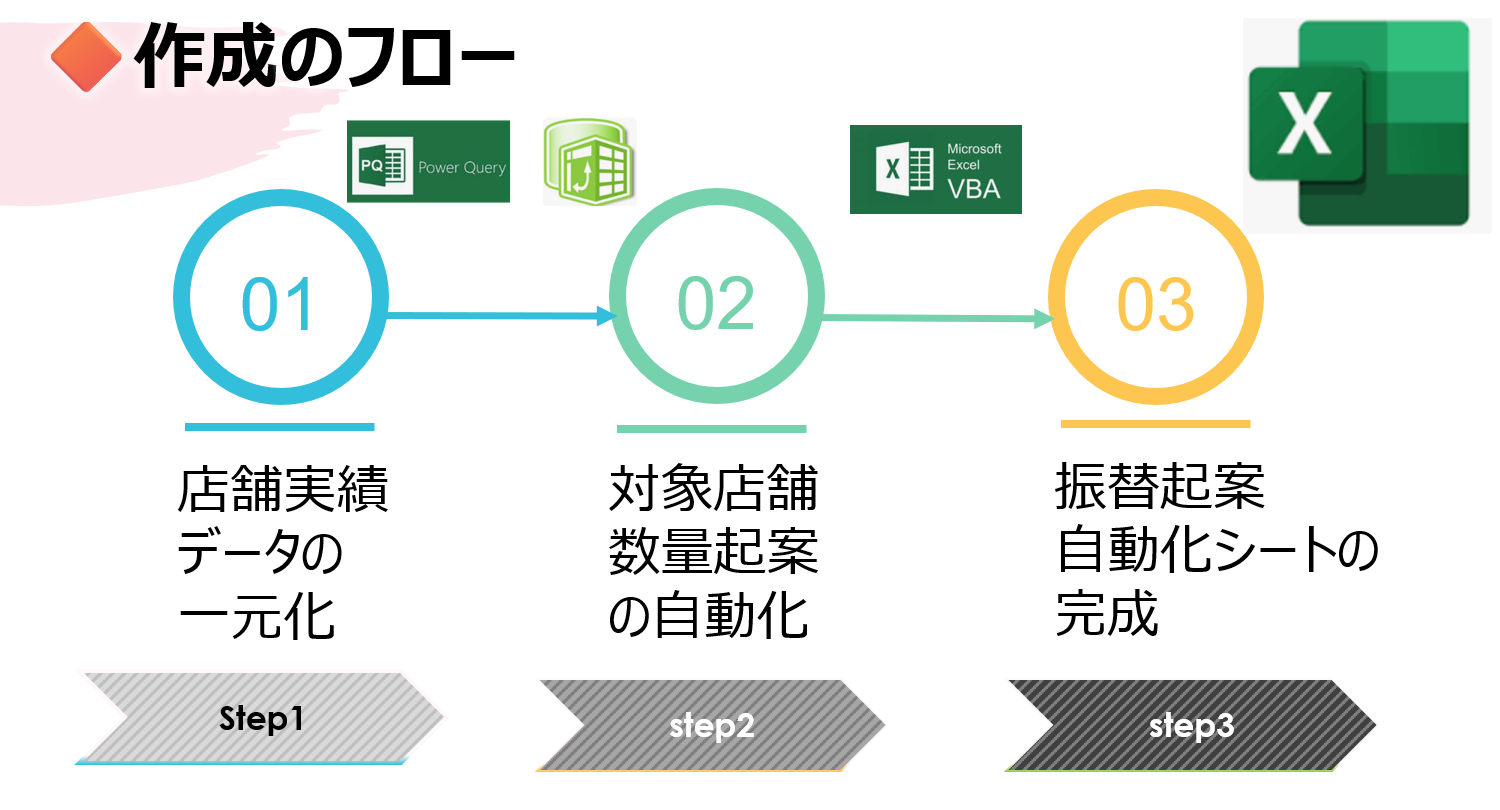 作成のフロー
PQ
Power Query
X
Microsoft
Excel
VBA
X
01
02
03
店舗実績
データの
一元化
対象店舗
数量起案
の自動化
振替起案
自動化シートの
完成
Step1
step2
step3